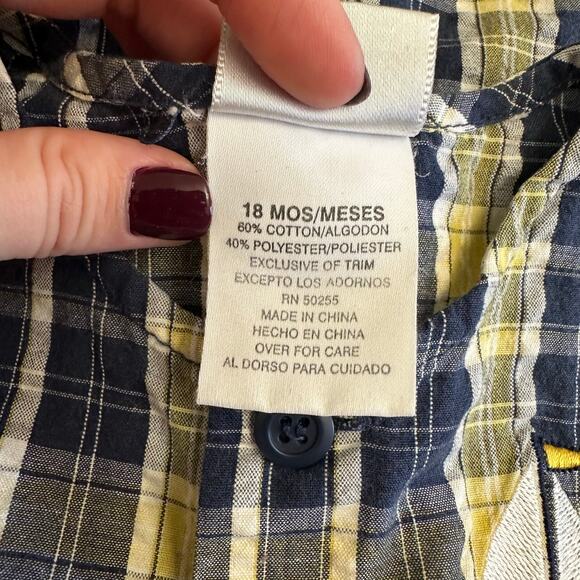 18 MOS/MESES
60% COTTON/ALGODON
40% POLYESTER/POLIESTER
EXCLUSIVE OF TRIM
EXCEPTO LOS ADORNOS
RN 50255
MADE IN CHINA
HECHO EN CHINA
OVER FOR CARE
AL DORSO PARA CUIDADO